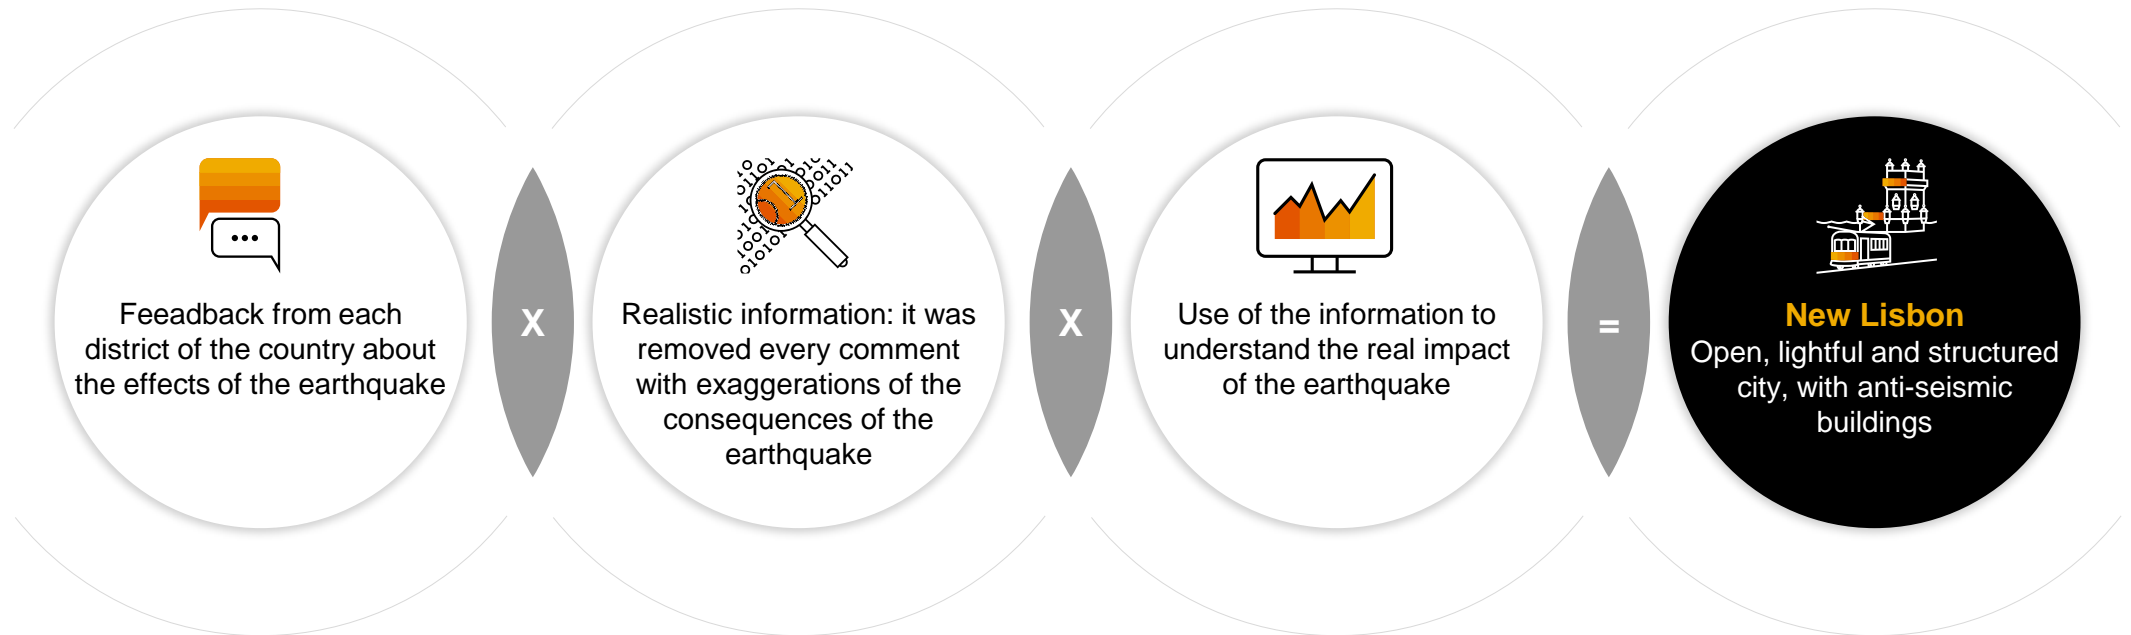 Feeadback from each
district of the country about
the effects of the earthquake
X
Realistic information: it was
removed every comment
with exaggerations of the
consequences of the
earthquake
X
Use of the information to
understand the real impact
of the earthquake
=
New Lisbon
Open, lightful and structured
city, with anti-seismic
buildings